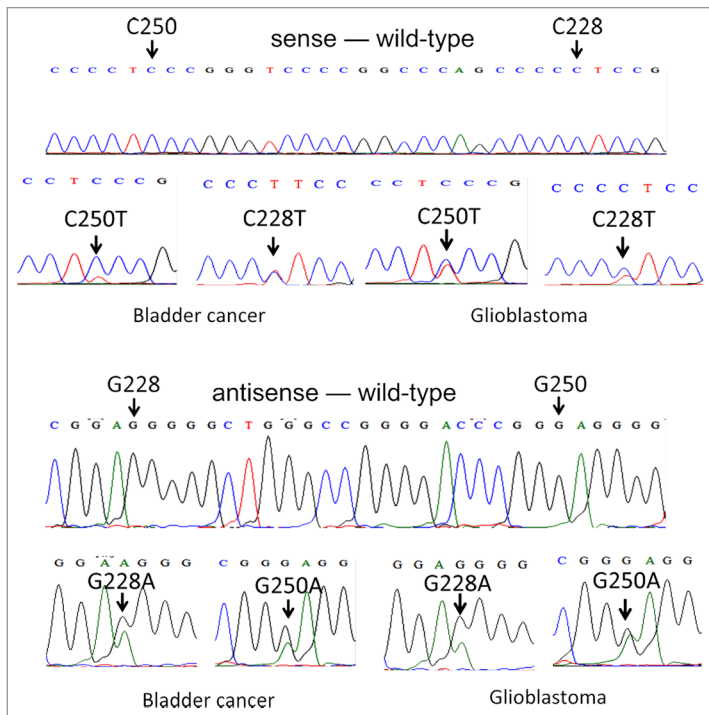 C250 sense — wild-type C228
C C C C T C C C G G G T C C C C G G C C C A G C C C C C T C C G
C C T C C C G C C C T T C C C C T C C C G C C C C T C C
C250T C228T C250T C228T
Bladder cancer Glioblastoma
G228 antisense — wild-type G250
C G G A G G G G G C T G G G C C G G G G A C C C G G G A G G G G
G G A A G G G C G G G A G G G G A G G G G C G G G A G G
G228A G250A G228A G250A
Bladder cancer Glioblastoma